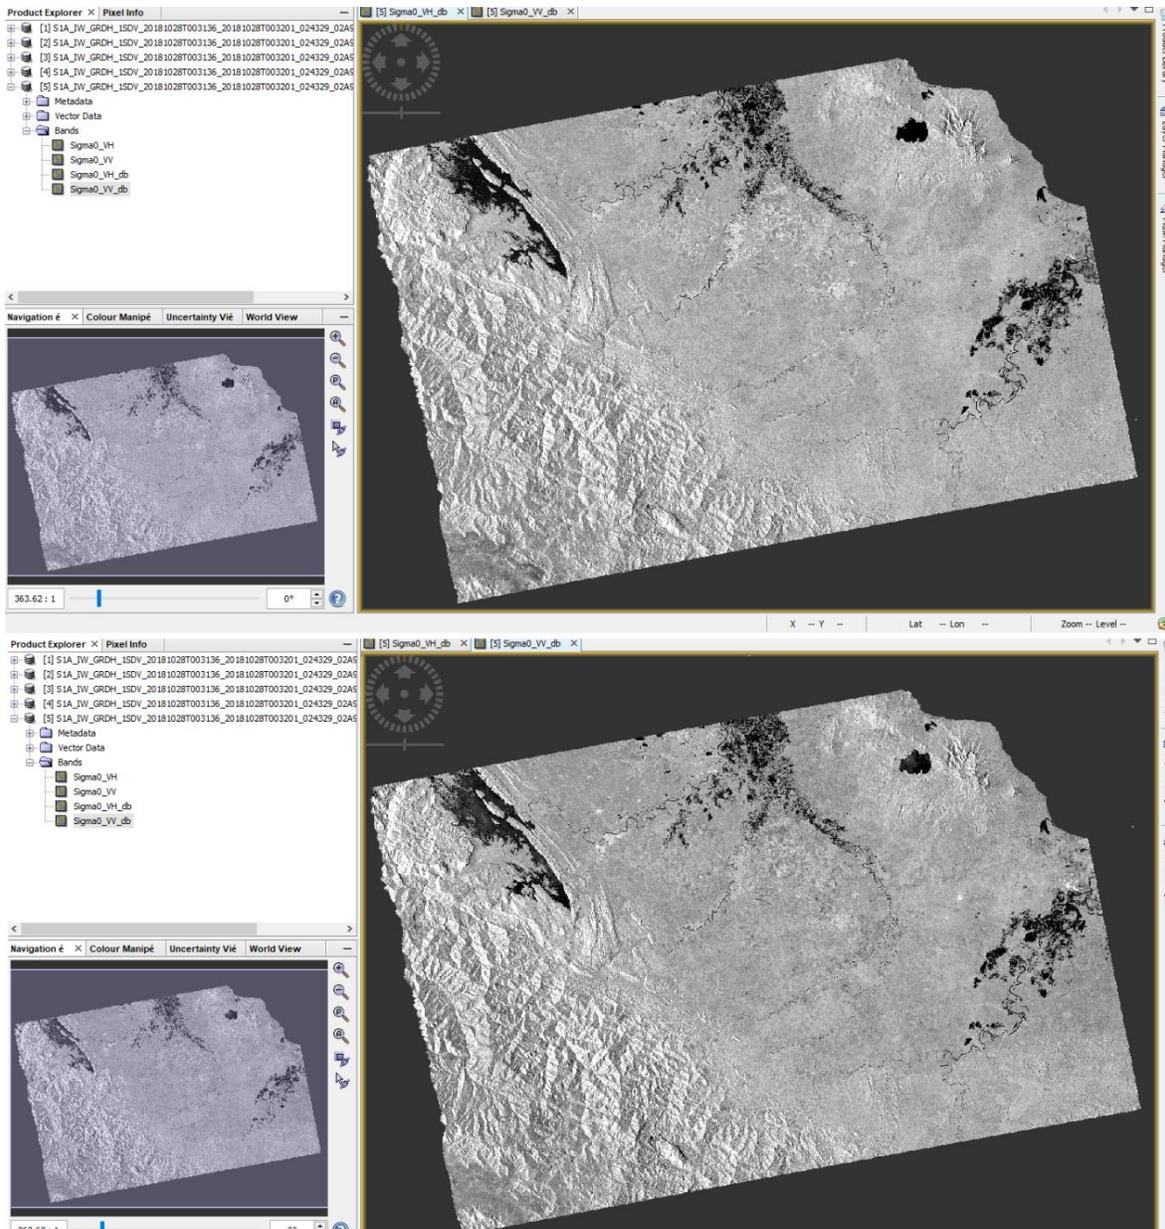 Product Explorer × Pixel Info
[5] Sigma0_VH_db × [5] Sigma0_VV_db ×
[1] S1A_IW_GRDH_1SDV_20181028T003136_20181028T003201_024329_02A9
[2] S1A_IW_GRDH_1SDV_20181028T003136_20181028T003201_024329_02A9
[3] S1A_IW_GRDH_1SDV_20181028T003136_20181028T003201_024329_02A9
[4] S1A_IW_GRDH_1SDV_20181028T003136_20181028T003201_024329_02A9
[5] S1A_IW_GRDH_1SDV_20181028T003136_20181028T003201_024329_02A9
Metadata
Vector Data
Bands
Sigma0_VH
Sigma0_VV
Sigma0_VH_db
Sigma0_VV_db
Navigation é × Colour Manipé Uncertainty Vié World View
363.62 : 1 0°
X -- Y -- Lat -- Lon -- Zoom -- Level --
Product Explorer × Pixel Info
[5] Sigma0_VH_db × [5] Sigma0_VV_db ×
[1] S1A_IW_GRDH_1SDV_20181028T003136_20181028T003201_024329_02A9
[2] S1A_IW_GRDH_1SDV_20181028T003136_20181028T003201_024329_02A9
[3] S1A_IW_GRDH_1SDV_20181028T003136_20181028T003201_024329_02A9
[4] S1A_IW_GRDH_1SDV_20181028T003136_20181028T003201_024329_02A9
[5] S1A_IW_GRDH_1SDV_20181028T003136_20181028T003201_024329_02A9
Metadata
Vector Data
Bands
Sigma0_VH
Sigma0_VV
Sigma0_VH_db
Sigma0_VV_db
Navigation é × Colour Manipé Uncertainty Vié World View